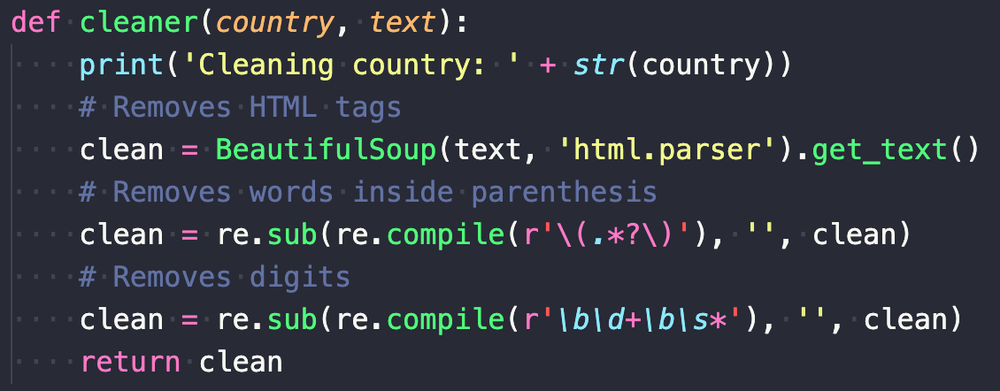 def cleaner(country, text):
    print('Cleaning country: ' + str(country))
    # Removes HTML tags
    clean = BeautifulSoup(text, 'html.parser').get_text()
    # Removes words inside parenthesis
    clean = re.sub(re.compile(r'\(.*?\)'), '', clean)
    # Removes digits
    clean = re.sub(re.compile(r'\b\d+\b\s*'), '', clean)
    return clean